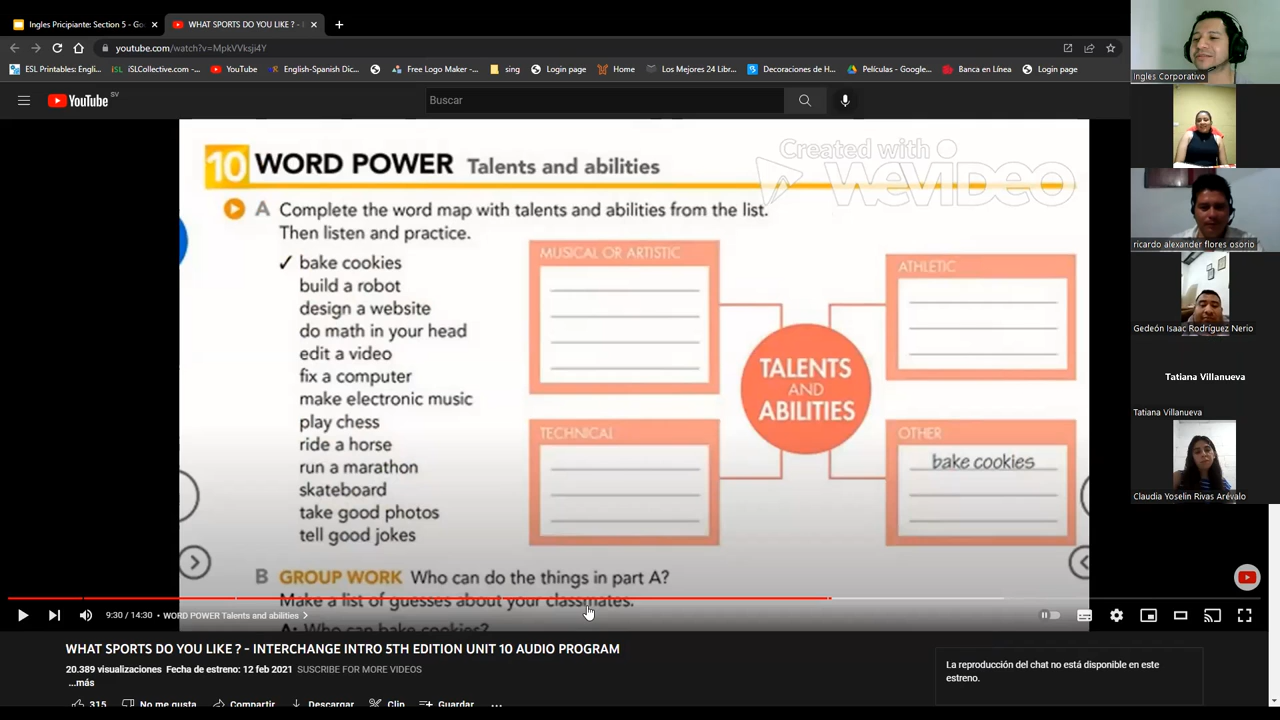 Ingles Pricipiante: Section 5 - Go
WHAT SPORTS DO YOU LIKE ? - I
youtube.com/watch?v=MpkVVksji4Y
ESL Printables: Engli...
iSLCollective.com -...
YouTube
English-Spanish Dic...
Free Logo Maker -...
sing
Login page
Home
Los Mejores 24 Libr...
Decoraciones de H...
Películas - Google...
Banca en Línea
Login page
YouTube SV
Buscar
10 WORD POWER Talents and abilities
Created with
WEVIDEO
A Complete the word map with talents and abilities from the list.
Then listen and practice.
✓ bake cookies
build a robot
design a website
do math in your head
edit a video
fix a computer
make electronic music
play chess
ride a horse
run a marathon
skateboard
take good photos
tell good jokes
MUSICAL OR ARTISTIC
ATHLETIC
TALENTS
AND
ABILITIES
TECHNICAL
OTHER
bake cookies
B GROUP WORK Who can do the things in part A?
Make a list of guesses about your classmates.
A: Who can bake cookies?
9:30 / 14:30 • WORD POWER Talents and abilities
WHAT SPORTS DO YOU LIKE ? - INTERCHANGE INTRO 5TH EDITION UNIT 10 AUDIO PROGRAM
20.389 visualizaciones Fecha de estreno: 12 feb 2021 SUSCRIBE FOR MORE VIDEOS
...más
315
No me gusta
Compartir
Descargar
Clip
Guardar
La reproducción del chat no está disponible en este
estreno.
Ingles Corporativo
ricardo alexander flores osorio
Gedeón Isaac Rodríguez Nerio
Tatiana Villanueva
Tatiana Villanueva
Claudia Yoselin Rivas Arévalo